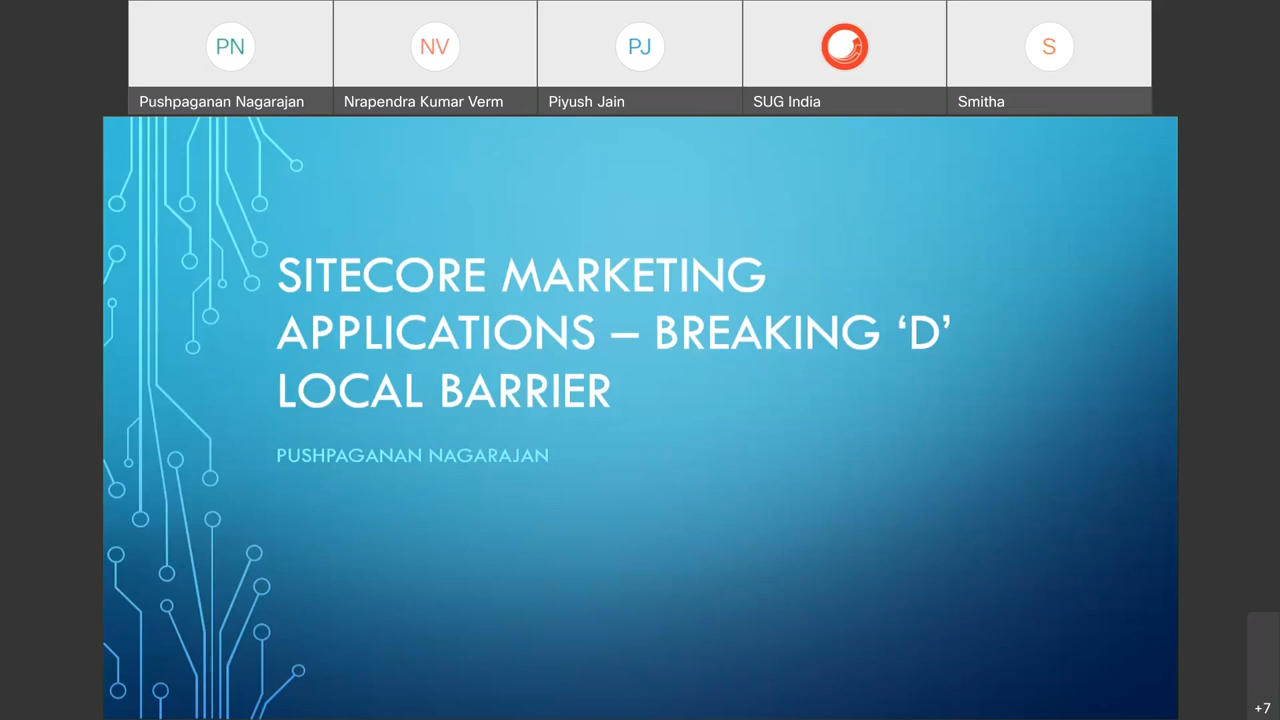 PN
NV
PJ
S
Pushpaganan Nagarajan
Nrapendra Kumar Verm
Piyush Jain
SUG India
Smitha
SITECORE MARKETING
APPLICATIONS – BREAKING ‘D’
LOCAL BARRIER
PUSHPAGANAN NAGARAJAN
+7